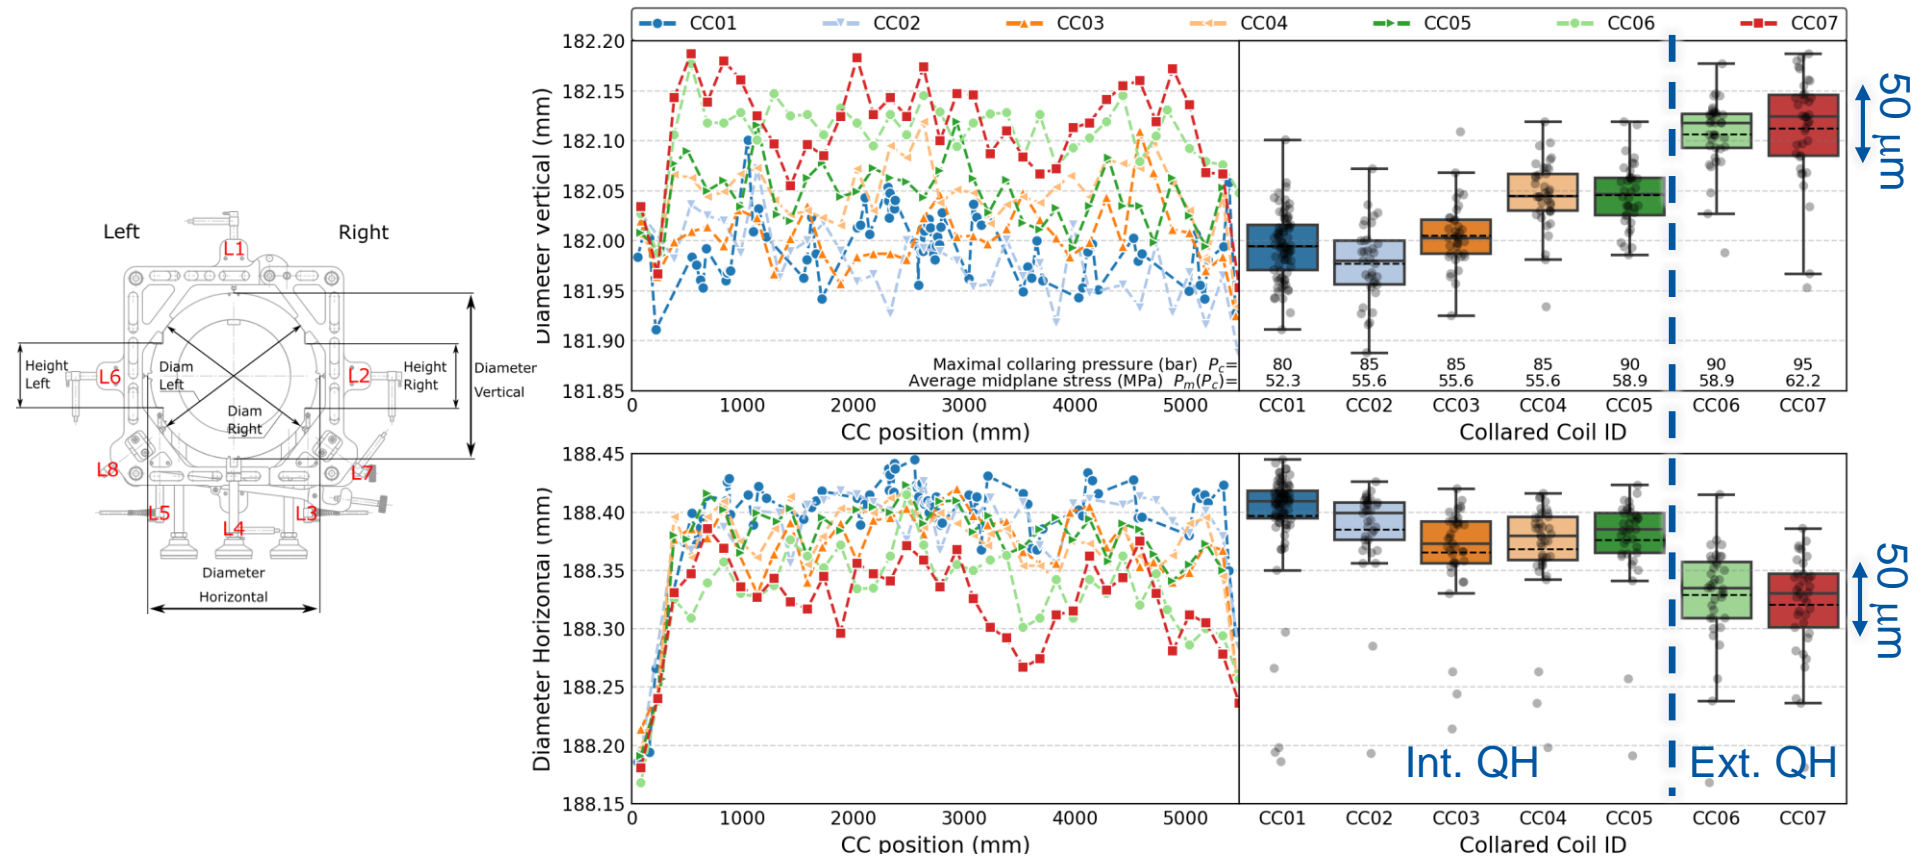 Left
Right
L1
L6
L2
L8
L7
L5
L4
L3
Height
Left
Diam
Left
Diam
Right
Height
Right
Diameter
Vertical
Diameter
Horizontal
CC01 CC02 CC03 CC04 CC05 CC06 CC07
Diameter vertical (mm)
182.20
182.15
182.10
182.05
182.00
181.95
181.90
181.85
0 1000 2000 3000 4000 5000
CC position (mm)
Maximal collaring pressure (bar) Pc= 80 85 85 85 90 90 95
Average midplane stress (MPa) Pm(Pc)= 52.3 55.6 55.6 55.6 58.9 58.9 62.2
CC01 CC02 CC03 CC04 CC05 CC06 CC07
Collared Coil ID
50 µm
Diameter Horizontal (mm)
188.45
188.40
188.35
188.30
188.25
188.20
188.15
0 1000 2000 3000 4000 5000
CC position (mm)
Int. QH
Ext. QH
CC01 CC02 CC03 CC04 CC05 CC06 CC07
Collared Coil ID
50 µm